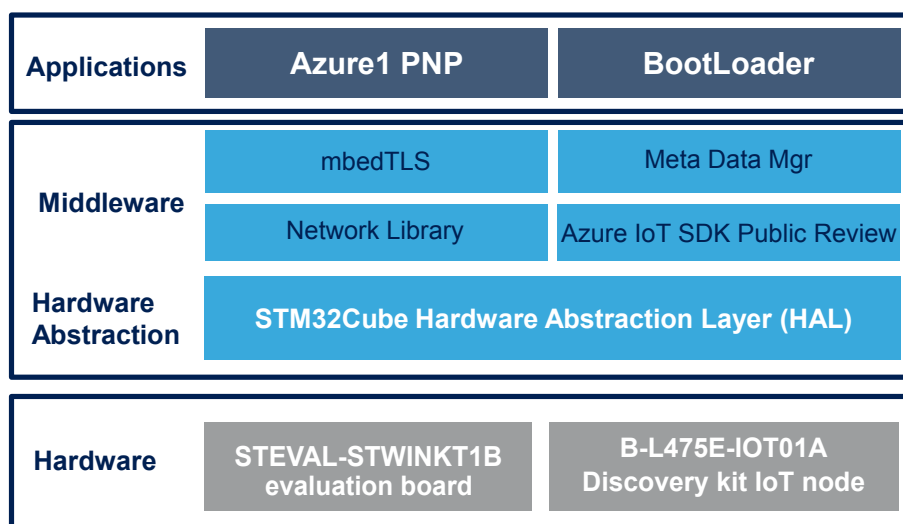 Applications
Azure1 PNP
BootLoader
Middleware
mbedTLS
Meta Data Mgr
Network Library
Azure IoT SDK Public Review
Hardware
Abstraction
STM32Cube Hardware Abstraction Layer (HAL)
Hardware
STEVAL-STWINKT1B
evaluation board
B-L475E-IOT01A
Discovery kit IoT node